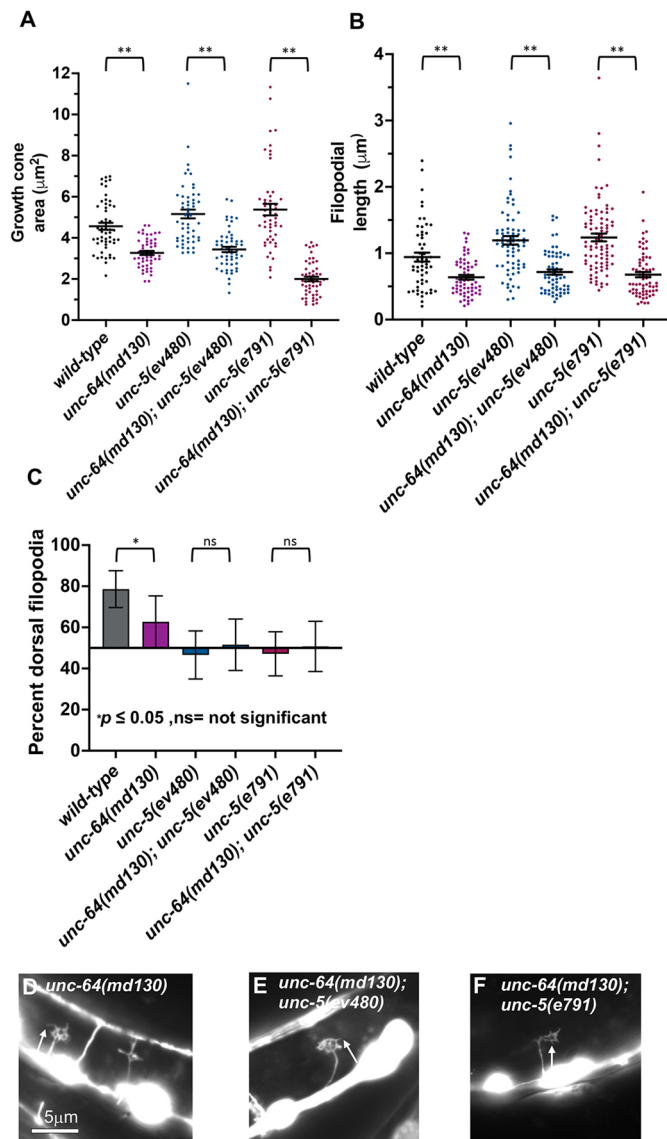 A
** ** **
Growth cone
area (μm²)
12
10
8
6
4
2
0
wild-type
unc-64(md130)
unc-5(ev480)
unc-64(md130); unc-5(ev480)
unc-5(e791)
unc-64(md130); unc-5(e791)
B
** ** **
Filopodial
length (μm)
4
3
2
1
0
wild-type
unc-64(md130)
unc-5(ev480)
unc-64(md130); unc-5(ev480)
unc-5(e791)
unc-64(md130); unc-5(e791)
C
* ns ns
Percent dorsal filopodia
100
80
60
40
20
0
*p ≤ 0.05 ,ns= not significant
wild-type
unc-64(md130)
unc-5(ev480)
unc-64(md130); unc-5(ev480)
unc-5(e791)
unc-64(md130); unc-5(e791)
D unc-64(md130)
5μm
E unc-64(md130);
unc-5(ev480)
F unc-64(md130);
unc-5(e791)